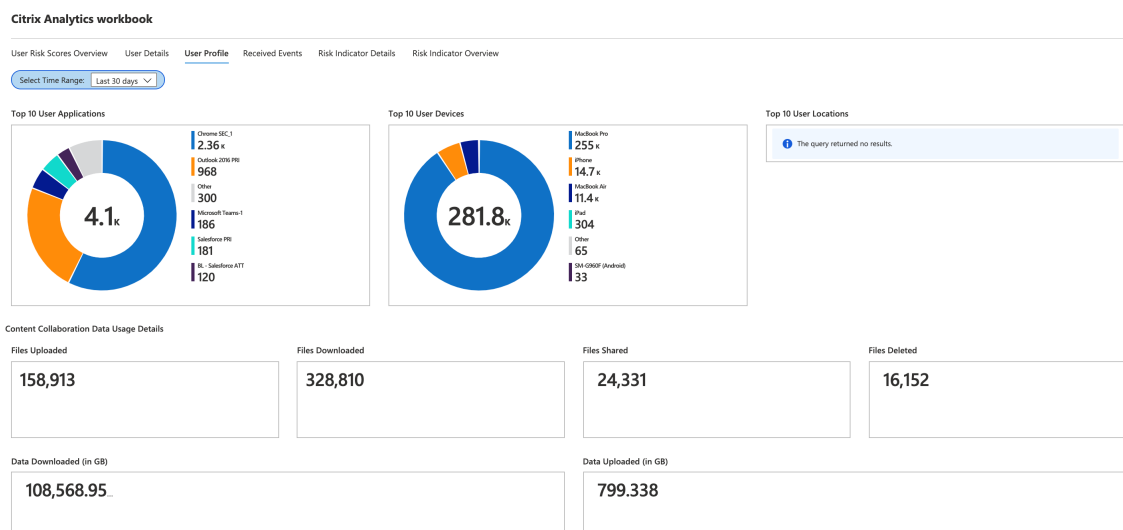 Citrix Analytics workbook
User Risk Scores Overview User Details User Profile Received Events Risk Indicator Details Risk Indicator Overview
Select Time Range: Last 30 days
Top 10 User Applications
Chrome SEC_1
2.36 K
Outlook 2016 PRI
968
Other
300
Microsoft Teams-1
186
Salesforce PRI
181
BL - Salesforce ATT
120
4.1K
Top 10 User Devices
MacBook Pro
255 K
iPhone
14.7 K
MacBook Air
11.4 K
iPad
304
Other
65
SM-G960F (Android)
33
281.8K
Top 10 User Locations
The query returned no results.
Content Collaboration Data Usage Details
Files Uploaded
158,913
Files Downloaded
328,810
Files Shared
24,331
Files Deleted
16,152
Data Downloaded (in GB)
108,568.95...
Data Uploaded (in GB)
799.338